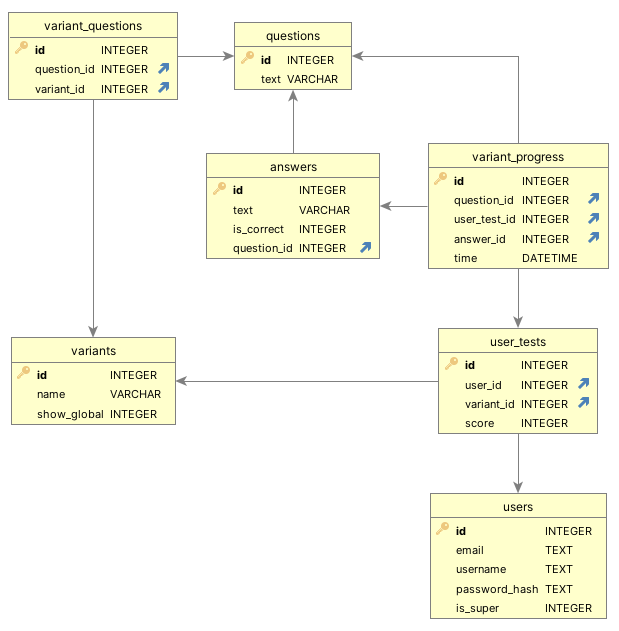 variant_questions
id INTEGER
question_id INTEGER
variant_id INTEGER
questions
id INTEGER
text VARCHAR
answers
id INTEGER
text VARCHAR
is_correct INTEGER
question_id INTEGER
variant_progress
id INTEGER
question_id INTEGER
user_test_id INTEGER
answer_id INTEGER
time DATETIME
variants
id INTEGER
name VARCHAR
show_global INTEGER
user_tests
id INTEGER
user_id INTEGER
variant_id INTEGER
score INTEGER
users
id INTEGER
email TEXT
username TEXT
password_hash TEXT
is_super INTEGER